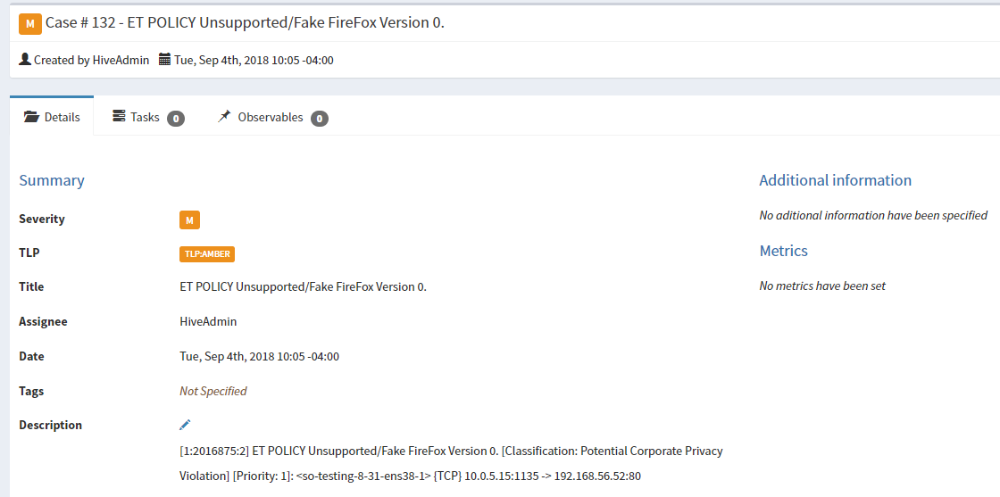 M Case # 132 - ET POLICY Unsupported/Fake FireFox Version 0.
Created by HiveAdmin Tue, Sep 4th, 2018 10:05 -04:00
Details Tasks 0 Observables 0
Summary
Severity M
TLP TLP:AMBER
Title ET POLICY Unsupported/Fake FireFox Version 0.
Assignee HiveAdmin
Date Tue, Sep 4th, 2018 10:05 -04:00
Tags Not Specified
Description
[1:2016875:2] ET POLICY Unsupported/Fake FireFox Version 0. [Classification: Potential Corporate Privacy
Violation] [Priority: 1]: <so-testing-8-31-ens38-1> {TCP} 10.0.5.15:1135 -> 192.168.56.52:80
Additional information
No aditional information have been specified
Metrics
No metrics have been set